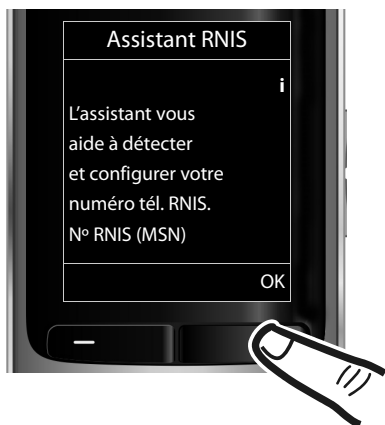 Assistant RNIS
i
L'assistant vous
aide à détecter
et configurer votre
numéro tél. RNIS.
Nº RNIS (MSN)
OK